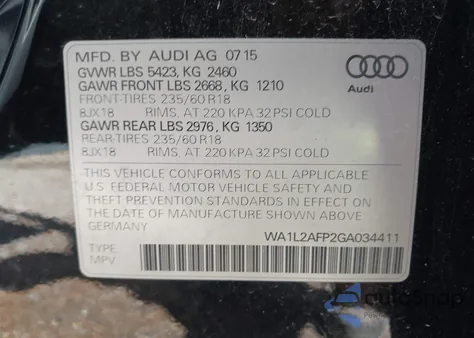 MFD. BY AUDI AG 07 15
GVWR LBS 5423, KG 2460
GAWR FRONT LBS 2668, KG 1210
FRONT-TIRES 235/60 R18
8JX18 RIMS, AT 220 KPA 32 PSI COLD
GAWR REAR LBS 2976, KG 1350
REAR-TIRES 235/60 R18
8JX18 RIMS, AT 220 KPA 32 PSI COLD
Audi
THIS VEHICLE CONFORMS TO ALL APPLICABLE
U.S. FEDERAL MOTOR VEHICLE SAFETY AND
THEFT PREVENTION STANDARDS IN EFFECT ON THE
DATE OF MANUFACTURE SHOWN ABOVE.
WA1L2AFP2GA034411
TYPE
MPV
autosnap